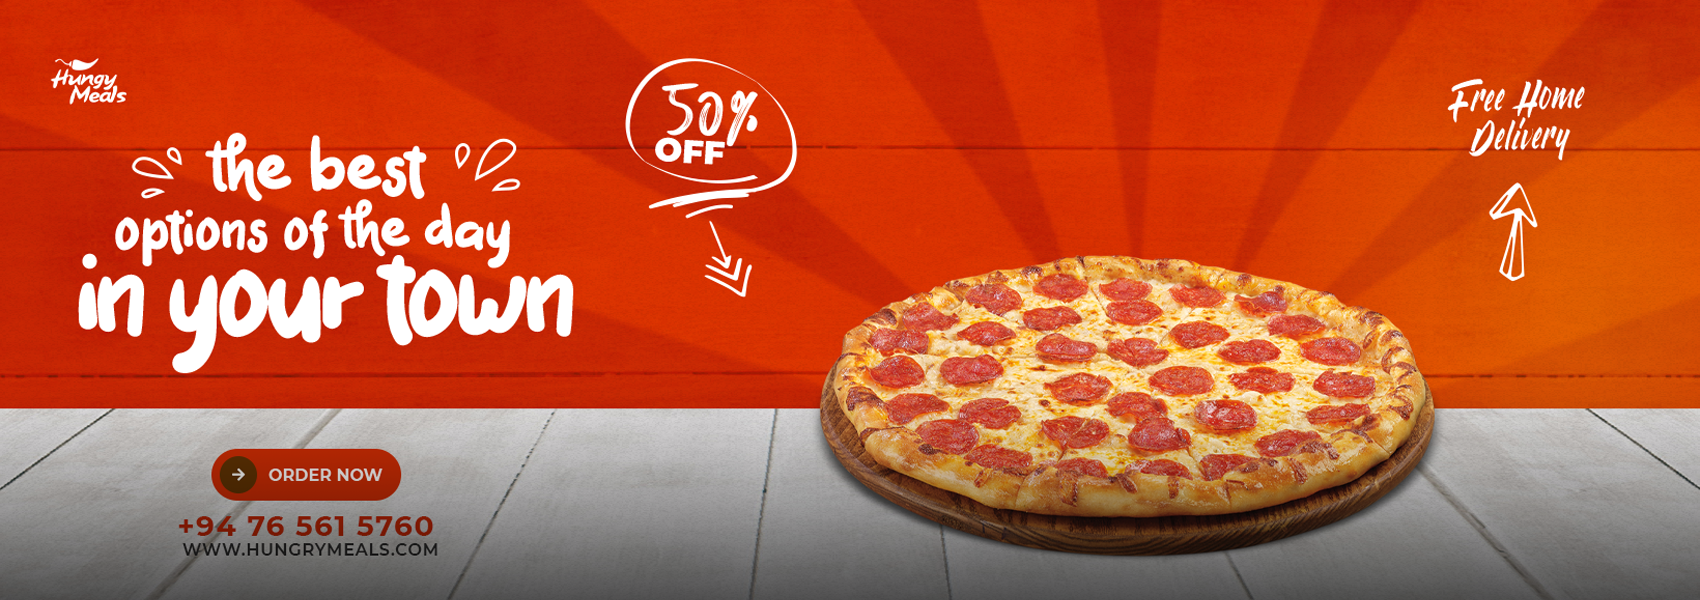 Hungy
Meals
the best
options of the day
in your town
50%
OFF
Free Home
Delivery
ORDER NOW
+94 76 561 5760
WWW.HUNGRYMEALS.COM